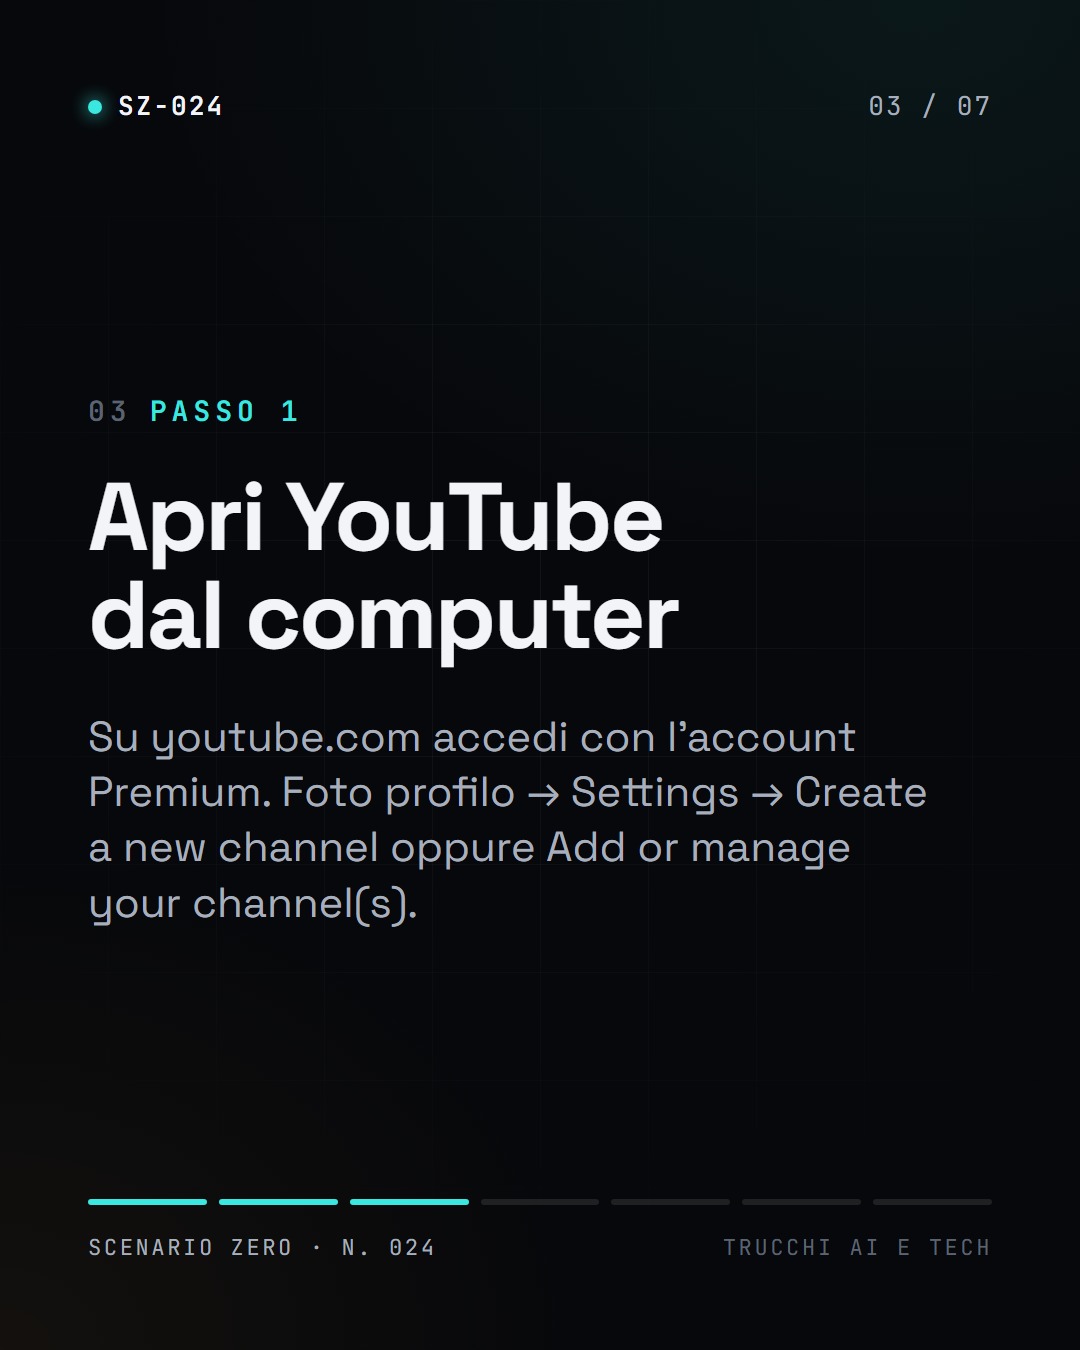 SZ-024
03 / 07
03 PASSO 1
Apri YouTube
dal computer
Su youtube.com accedi con l’account
Premium. Foto profilo → Settings → Create
a new channel oppure Add or manage
your channel(s).
SCENARIO ZERO · N. 024
TRUCCHI AI E TECH